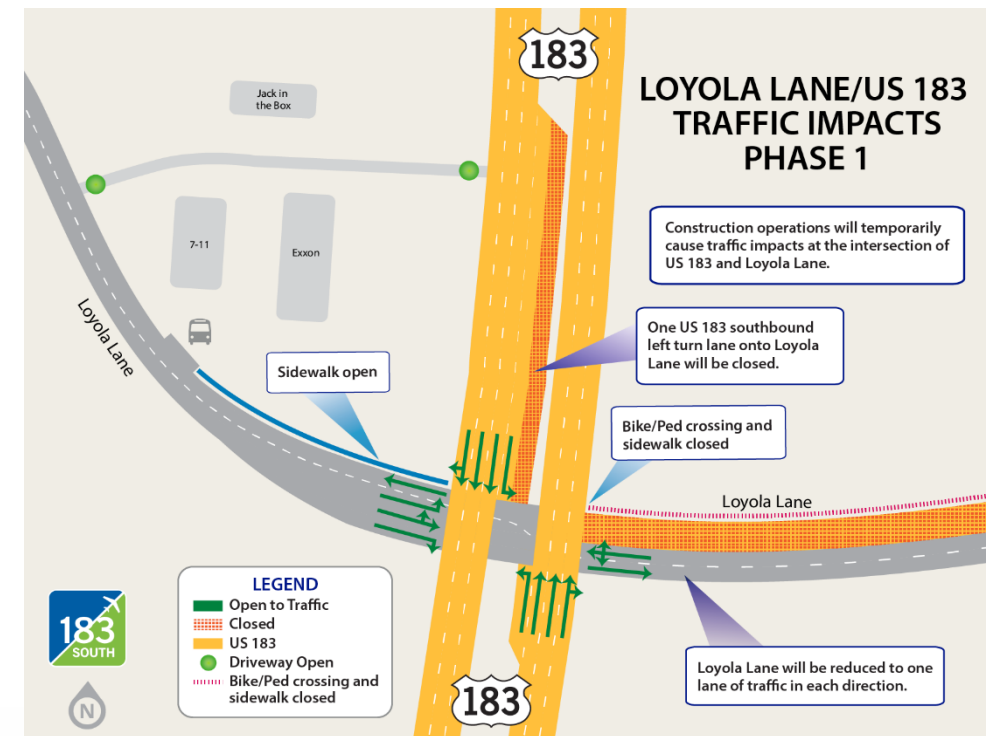 183
LOYOLA LANE/US 183
TRAFFIC IMPACTS
PHASE 1
Jack in
the Box
Construction operations will temporarily
cause traffic impacts at the intersection of
US 183 and Loyola Lane.
7-11
Exxon
Loyola Lane
One US 183 southbound
left turn lane onto Loyola
Lane will be closed.
Sidewalk open
Bike/Ped crossing and
sidewalk closed
Loyola Lane
LEGEND
Open to Traffic
Closed
US 183
Driveway Open
Bike/Ped crossing and
sidewalk closed
183
SOUTH
N
183
Loyola Lane will be reduced to one
lane of traffic in each direction.